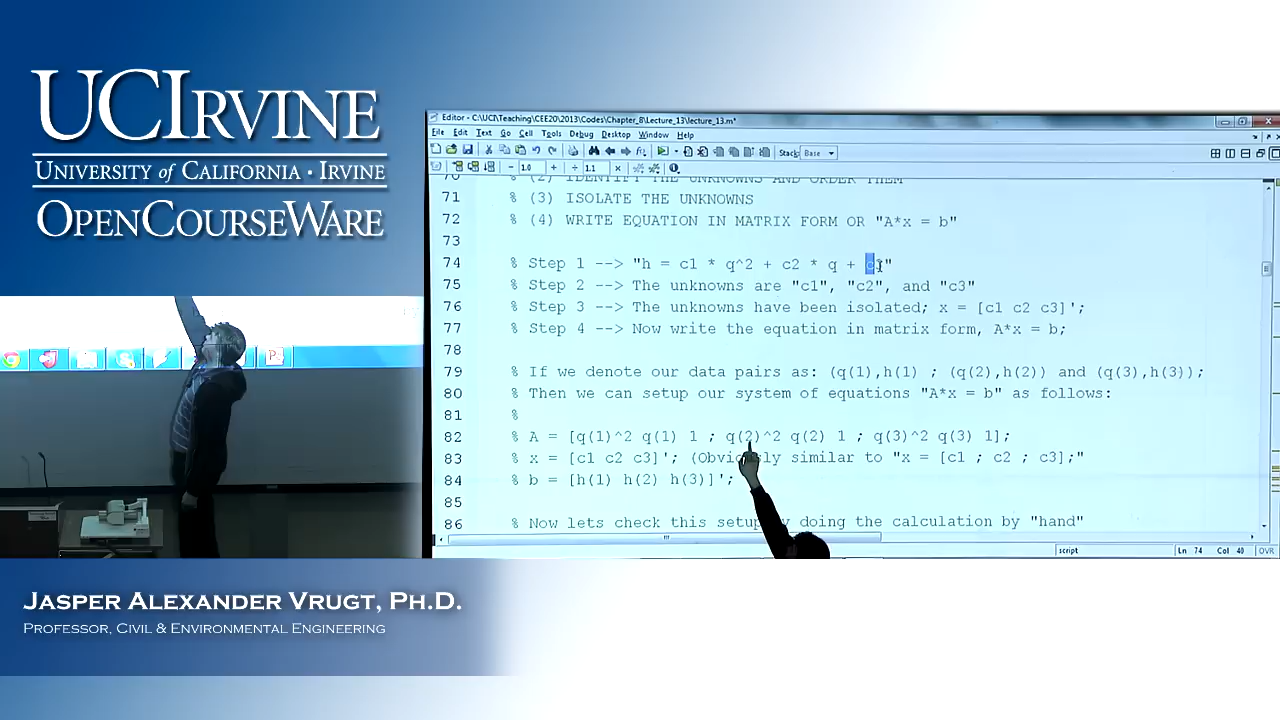 UCIRVINE
UNIVERSITY of CALIFORNIA · IRVINE
OPENCOURSEWARE
Editor - C:\UCI\Teaching\CEE20\2013\Codes\Chapter_8\Lecture_13\lecture_13.m*
File Edit Text Go Cell Tools Debug Desktop Window Help
Stack: Base
1.0 + ÷ 1.1 ×
70 % (2) IDENTIFY THE UNKNOWNS AND ORDER THEM
71 % (3) ISOLATE THE UNKNOWNS
72 % (4) WRITE EQUATION IN MATRIX FORM OR "A*x = b"
73
74 % Step 1 --> "h = c1 * q^2 + c2 * q + "
75 % Step 2 --> The unknowns are "c1", "c2", and "c3"
76 % Step 3 --> The unknowns have been isolated; x = [c1 c2 c3]';
77 % Step 4 --> Now write the equation in matrix form, A*x = b;
78
79 % If we denote our data pairs as: (q(1),h(1) ; (q(2),h(2)) and (q(3),h(3));
80 % Then we can setup our system of equations "A*x = b" as follows:
81 %
82 % A = [q(1)^2 q(1) 1 ; q(2)^2 q(2) 1 ; q(3)^2 q(3) 1];
83 % x = [c1 c2 c3]'; (Obviously similar to "x = [c1 ; c2 ; c3];"
84 % b = [h(1) h(2) h(3)]';
85
86 % Now lets check this setup by doing the calculation by "hand"
script Ln 74 Col 40 OVR
JASPER ALEXANDER VRUGT, PH.D.
PROFESSOR, CIVIL & ENVIRONMENTAL ENGINEERING